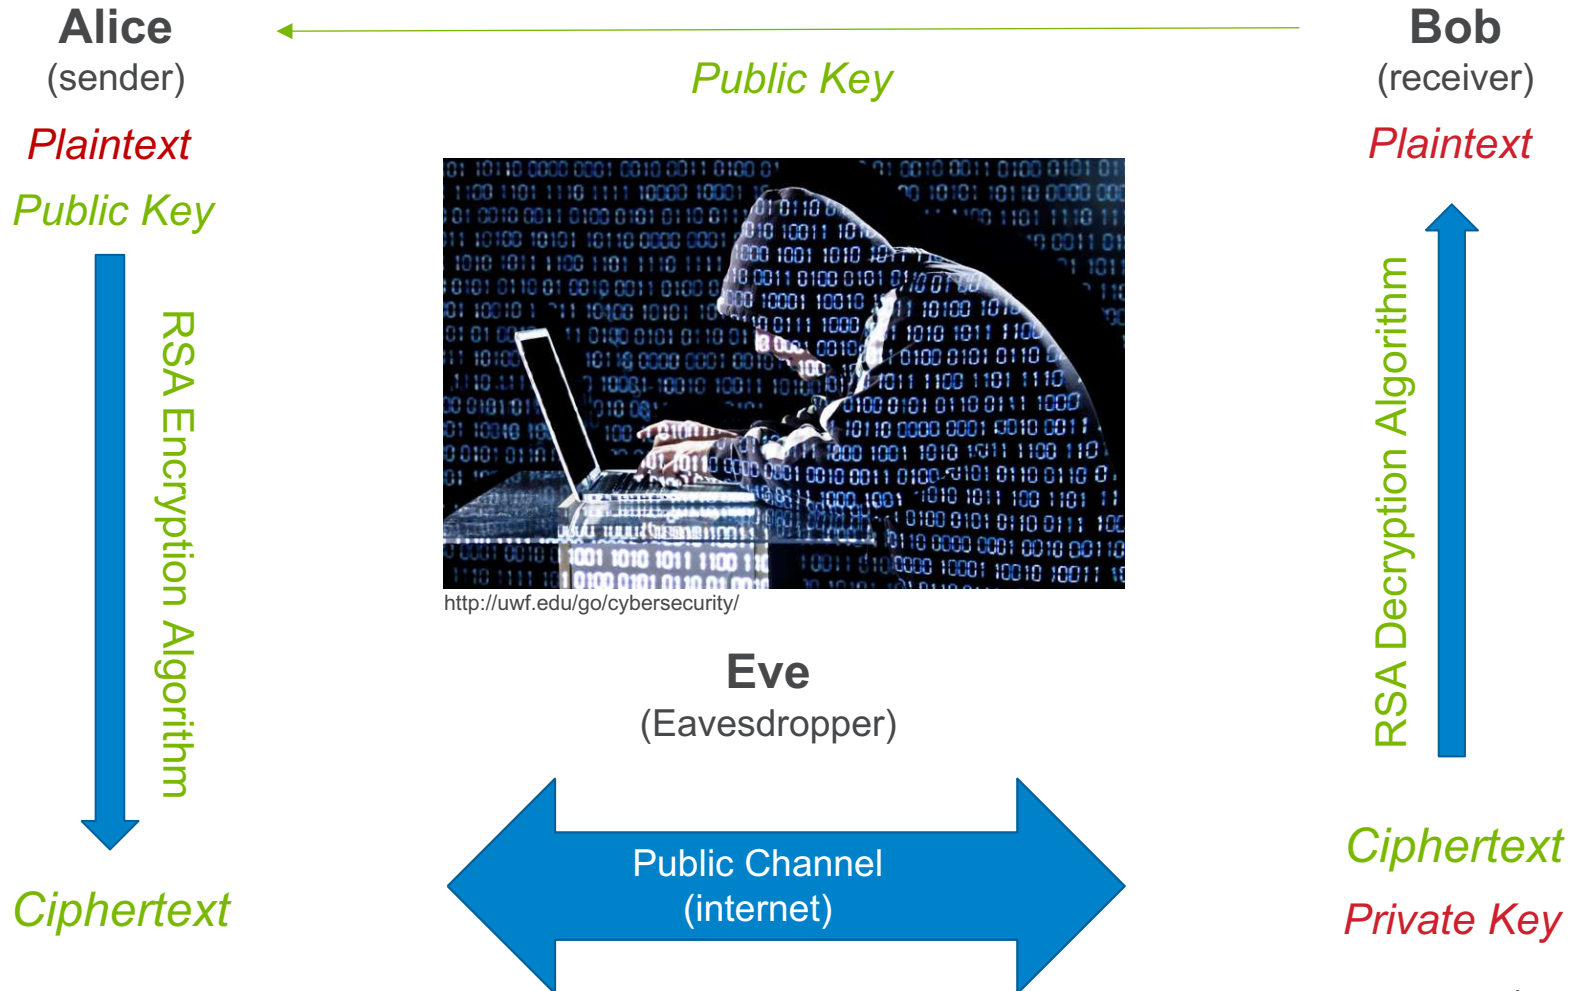 Alice
(sender)
Plaintext
Public Key
RSA Encryption Algorithm
Ciphertext
Public Key
http://uwf.edu/go/cybersecurity/
Eve
(Eavesdropper)
Public Channel
(internet)
Bob
(receiver)
Plaintext
RSA Decryption Algorithm
Ciphertext
Private Key